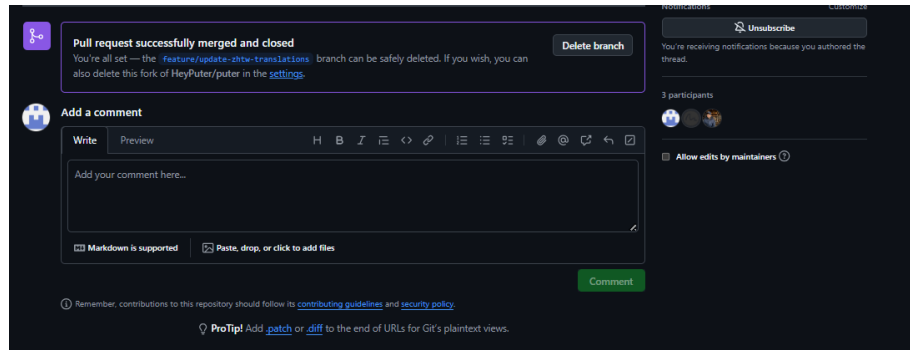 Notifications
Customize
Unsubscribe
You're receiving notifications because you authored the
thread.
3 participants
Allow edits by maintainers
Pull request successfully merged and closed
Delete branch
You're all set — the feature/update-zhtw-translations branch can be safely deleted. If you wish, you can
also delete this fork of HeyPuter/puter in the settings.
Add a comment
Write
Preview
Add your comment here...
Markdown is supported
Paste, drop, or click to add files
Comment
Remember, contributions to this repository should follow its contributing guidelines and security policy.
ProTip! Add .patch or .diff to the end of URLs for Git's plaintext views.